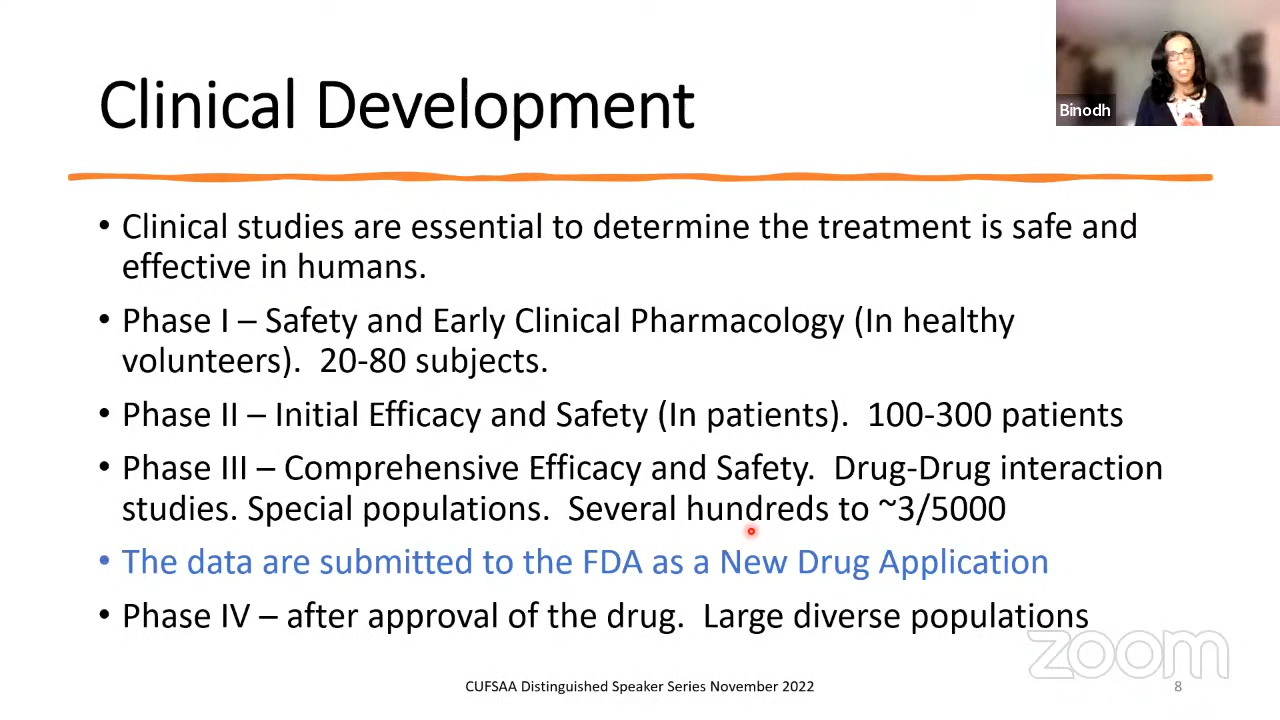 Clinical Development
Binodh
• Clinical studies are essential to determine the treatment is safe and
effective in humans.
• Phase I – Safety and Early Clinical Pharmacology (In healthy
volunteers).  20-80 subjects.
• Phase II – Initial Efficacy and Safety (In patients).  100-300 patients
• Phase III – Comprehensive Efficacy and Safety.  Drug-Drug interaction
studies. Special populations.  Several hundreds to ~3/5000
• The data are submitted to the FDA as a New Drug Application
• Phase IV – after approval of the drug.  Large diverse populations
zoom
CUFSAA Distinguished Speaker Series November 2022
8